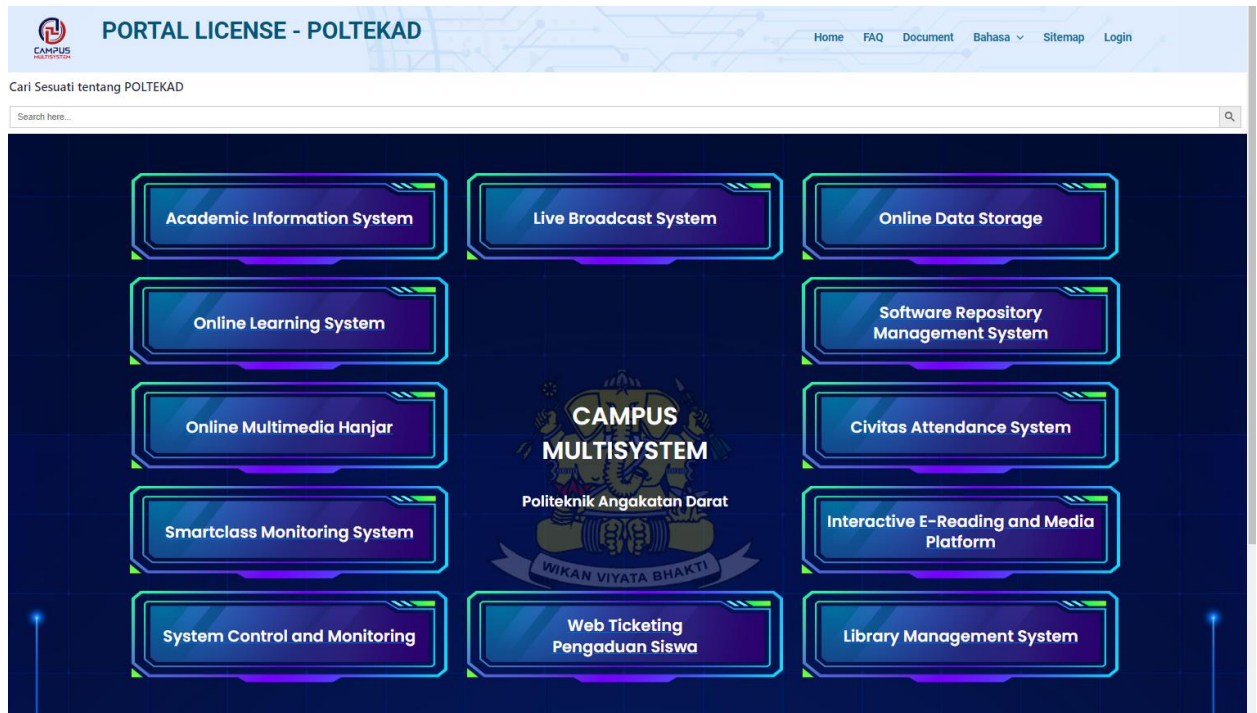 CAMPUS
MULTISYSTEM
PORTAL LICENSE - POLTEKAD
Home FAQ Document Bahasa Sitemap Login
Cari Sesuati tentang POLTEKAD
Search here...
Academic Information System
Live Broadcast System
Online Data Storage
Online Learning System
Software Repository
Management System
Online Multimedia Hanjar
CAMPUS
MULTISYSTEM
Civitas Attendance System
Smartclass Monitoring System
Politeknik Angakatan Darat
WIKAN VIYATA BHAKTI
Interactive E-Reading and Media
Platform
System Control and Monitoring
Web Ticketing
Pengaduan Siswa
Library Management System